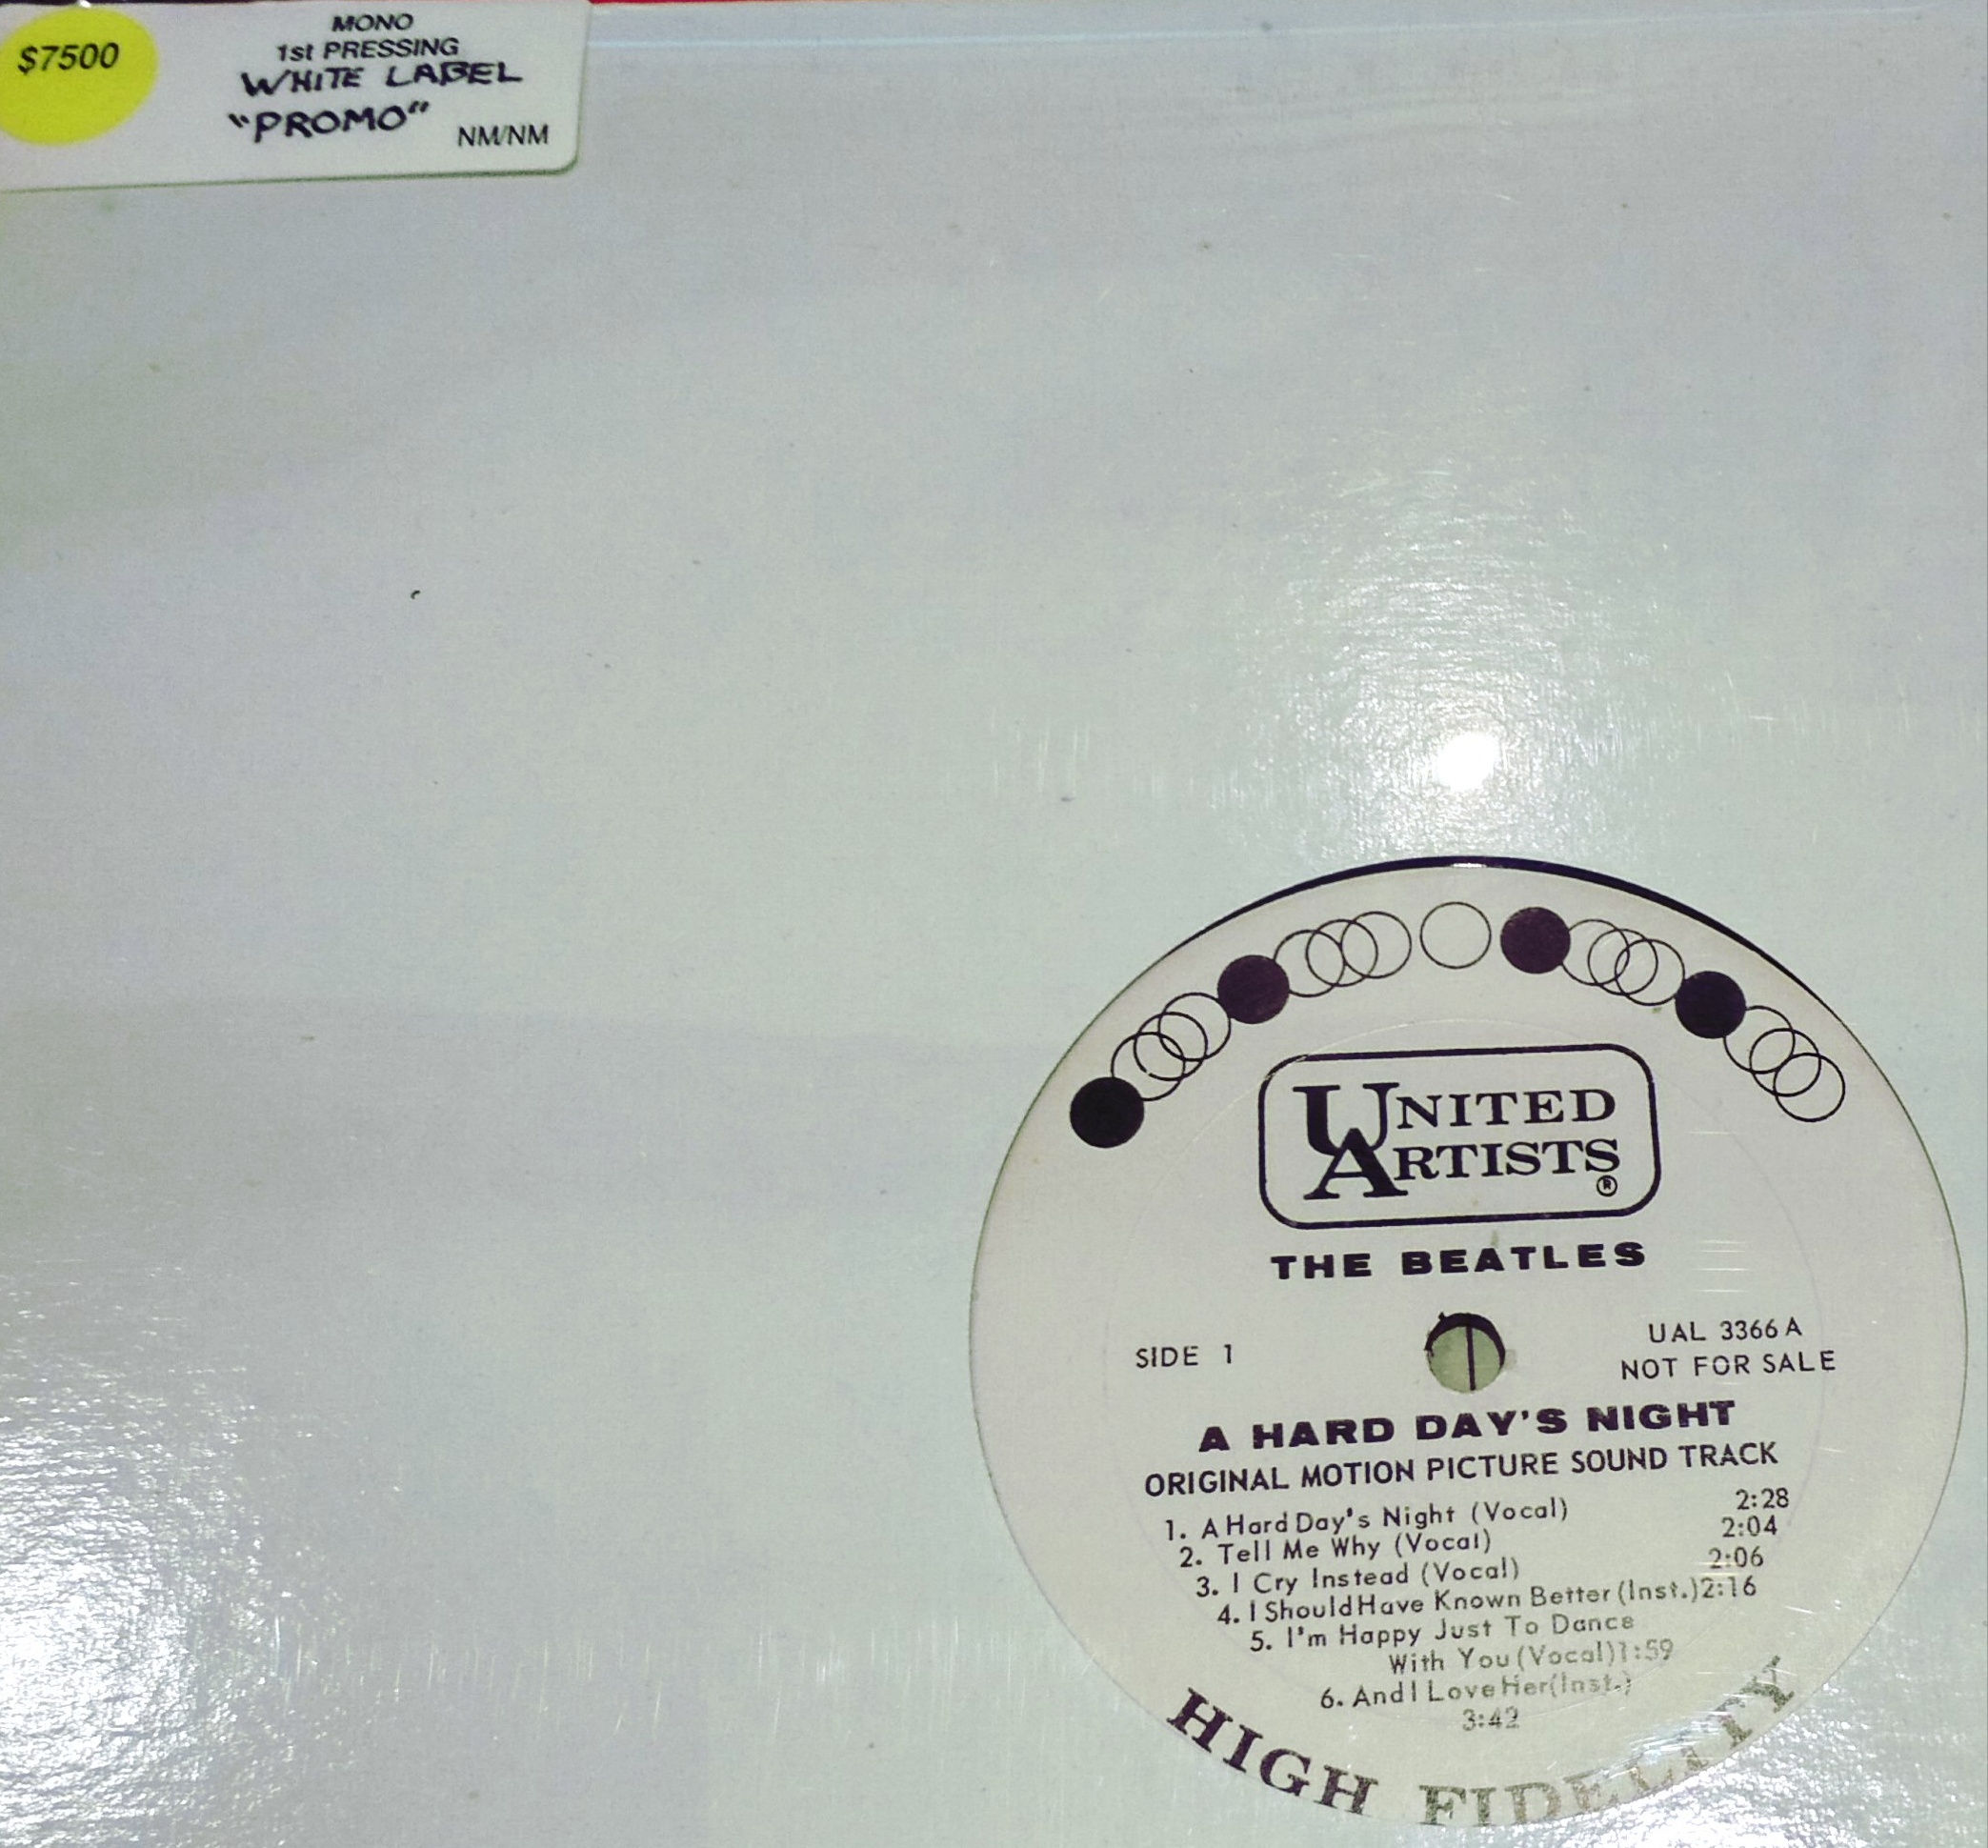 $7500
MONO
1st PRESSING
WHITE LABEL
"PROMO"
NM/NM
UNITED
ARTISTS
®
THE BEATLES
SIDE 1
UAL 3366 A
NOT FOR SALE
A HARD DAY'S NIGHT
ORIGINAL MOTION PICTURE SOUND TRACK
1. A Hard Day's Night (Vocal) 2:28
2. Tell Me Why (Vocal) 2:04
3. I Cry Instead (Vocal) 2:06
4. I Should Have Known Better (Inst.) 2:16
5. I'm Happy Just To Dance
With You (Vocal) 1:59
6. And I Love Her (Inst.)
3:42
HIGH FIDELITY